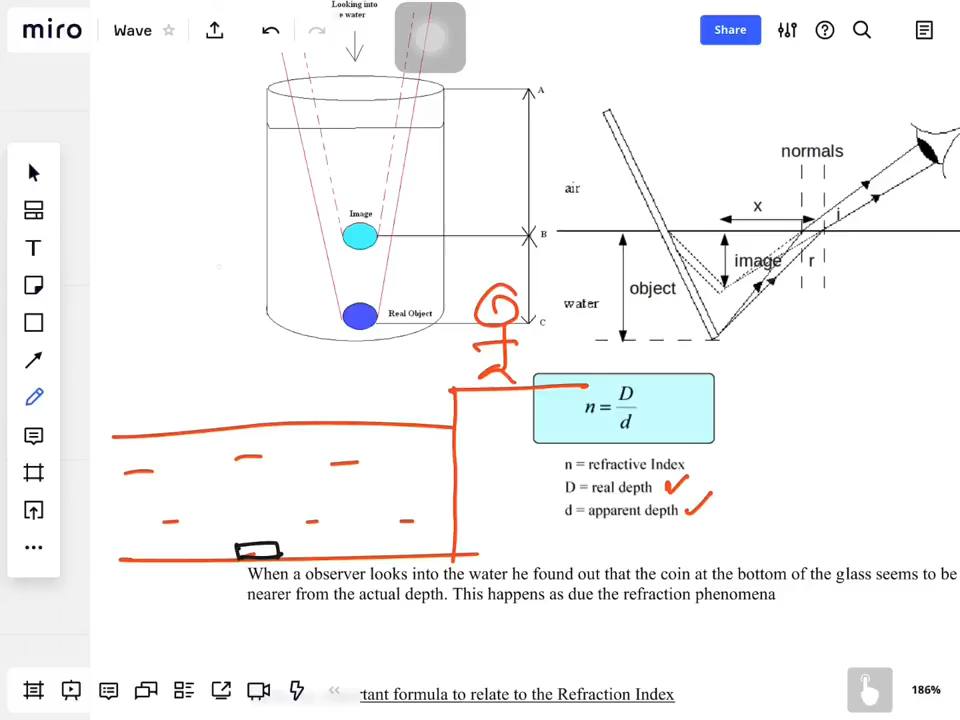 miro
Wave
Share
Looking into
e water
A
Image
B
Real Object
C
air
water
normals
x
i
image
r
object
n = D
d
n = refractive Index
D = real depth
d = apparent depth
When a observer looks into the water he found out that the coin at the bottom of the glass seems to be
nearer from the actual depth. This happens as due the refraction phenomena
rtant formula to relate to the Refraction Index
186%